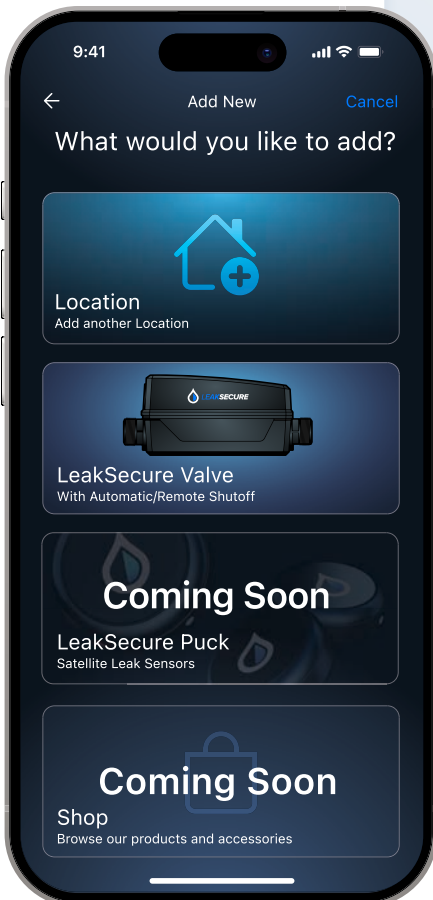 9:41
Add New
Cancel
What would you like to add?
Location
Add another Location
LEAKSECURE
LeakSecure Valve
With Automatic/Remote Shutoff
Coming Soon
LeakSecure Puck
Satellite Leak Sensors
Coming Soon
Shop
Browse our products and accessories